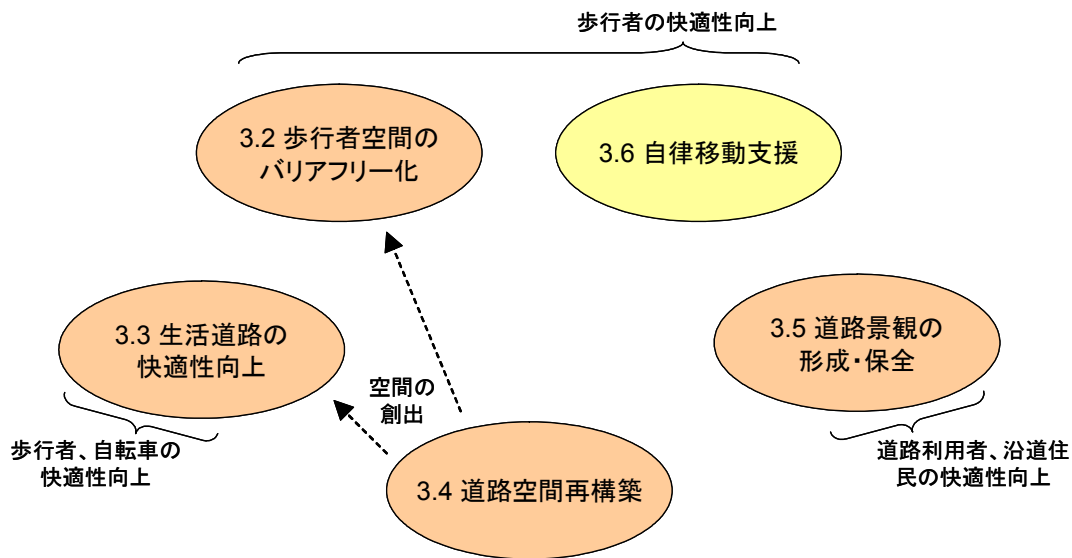 歩行者の快適性向上
3.2 歩行者空間の
バリアフリー化
3.6 自律移動支援
3.3 生活道路の
快適性向上
3.5 道路景観の
形成・保全
空間の
創出
歩行者、自転車の
快適性向上
道路利用者、沿道住
民の快適性向上
3.4 道路空間再構築